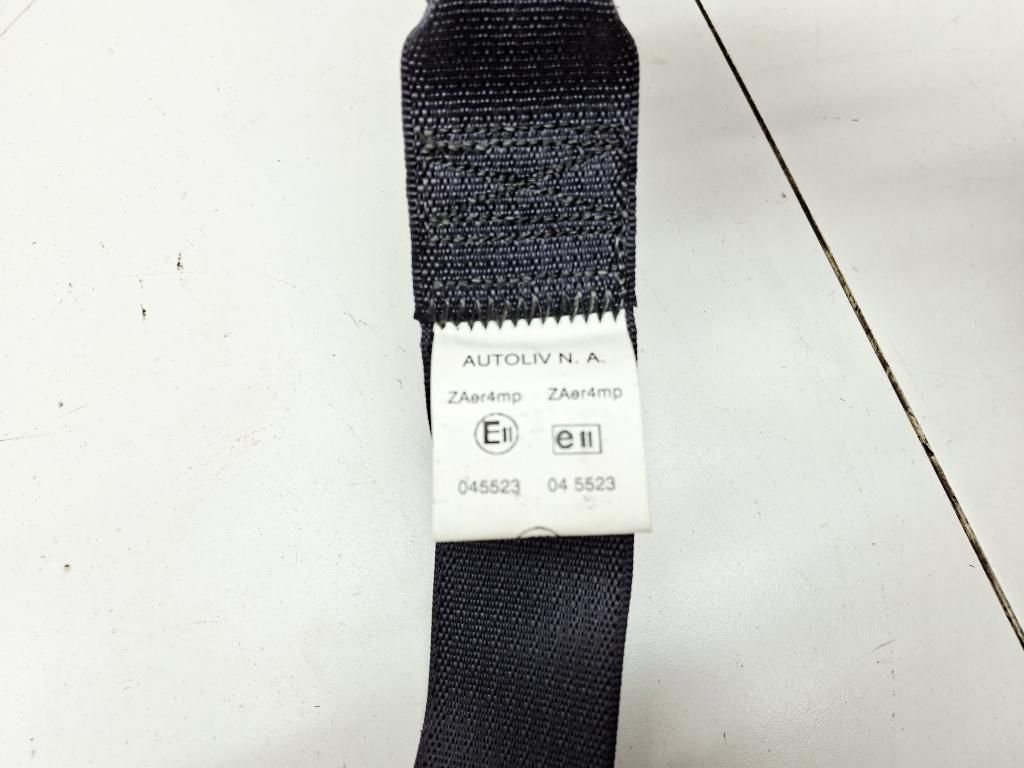 AUTOLIV N. A.
ZAer4mp ZAer4mp
E11 e11
045523 04 5523